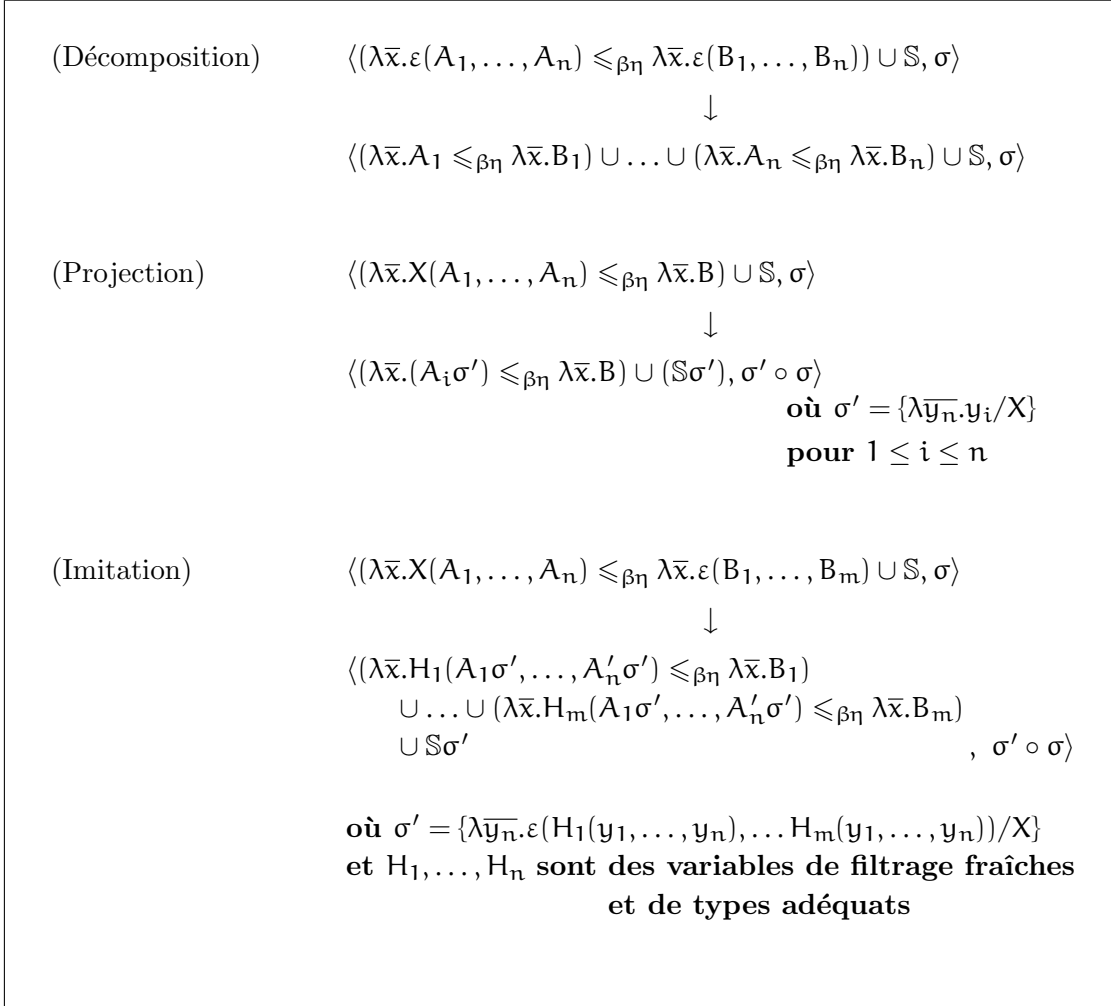 (Décomposition) ⟨(λx̅.ε(A₁, . . . , Aₙ) ⩽βη λx̅.ε(B₁, . . . , Bₙ)) ∪ 𝕊, σ⟩
↓
⟨(λx̅.A₁ ⩽βη λx̅.B₁) ∪ . . . ∪ (λx̅.Aₙ ⩽βη λx̅.Bₙ) ∪ 𝕊, σ⟩
(Projection) ⟨(λx̅.X(A₁, . . . , Aₙ) ⩽βη λx̅.B) ∪ 𝕊, σ⟩
↓
⟨(λx̅.(Aᵢσ′) ⩽βη λx̅.B) ∪ (𝕊σ′), σ′ ∘ σ⟩
où σ′ = {λy̅ₙ.yᵢ/X}
pour 1 ≤ i ≤ n
(Imitation) ⟨(λx̅.X(A₁, . . . , Aₙ) ⩽βη λx̅.ε(B₁, . . . , Bₘ) ∪ 𝕊, σ⟩
↓
⟨(λx̅.H₁(A₁σ′, . . . , A′ₙσ′) ⩽βη λx̅.B₁)
∪ . . . ∪ (λx̅.Hₘ(A₁σ′, . . . , A′ₙσ′) ⩽βη λx̅.Bₘ)
∪ 𝕊σ′ , σ′ ∘ σ⟩
où σ′ = {λy̅ₙ.ε(H₁(y₁, . . . , yₙ), . . . Hₘ(y₁, . . . , yₙ))/X}
et H₁, . . . , Hₙ sont des variables de filtrage fraîches
et de types adéquats